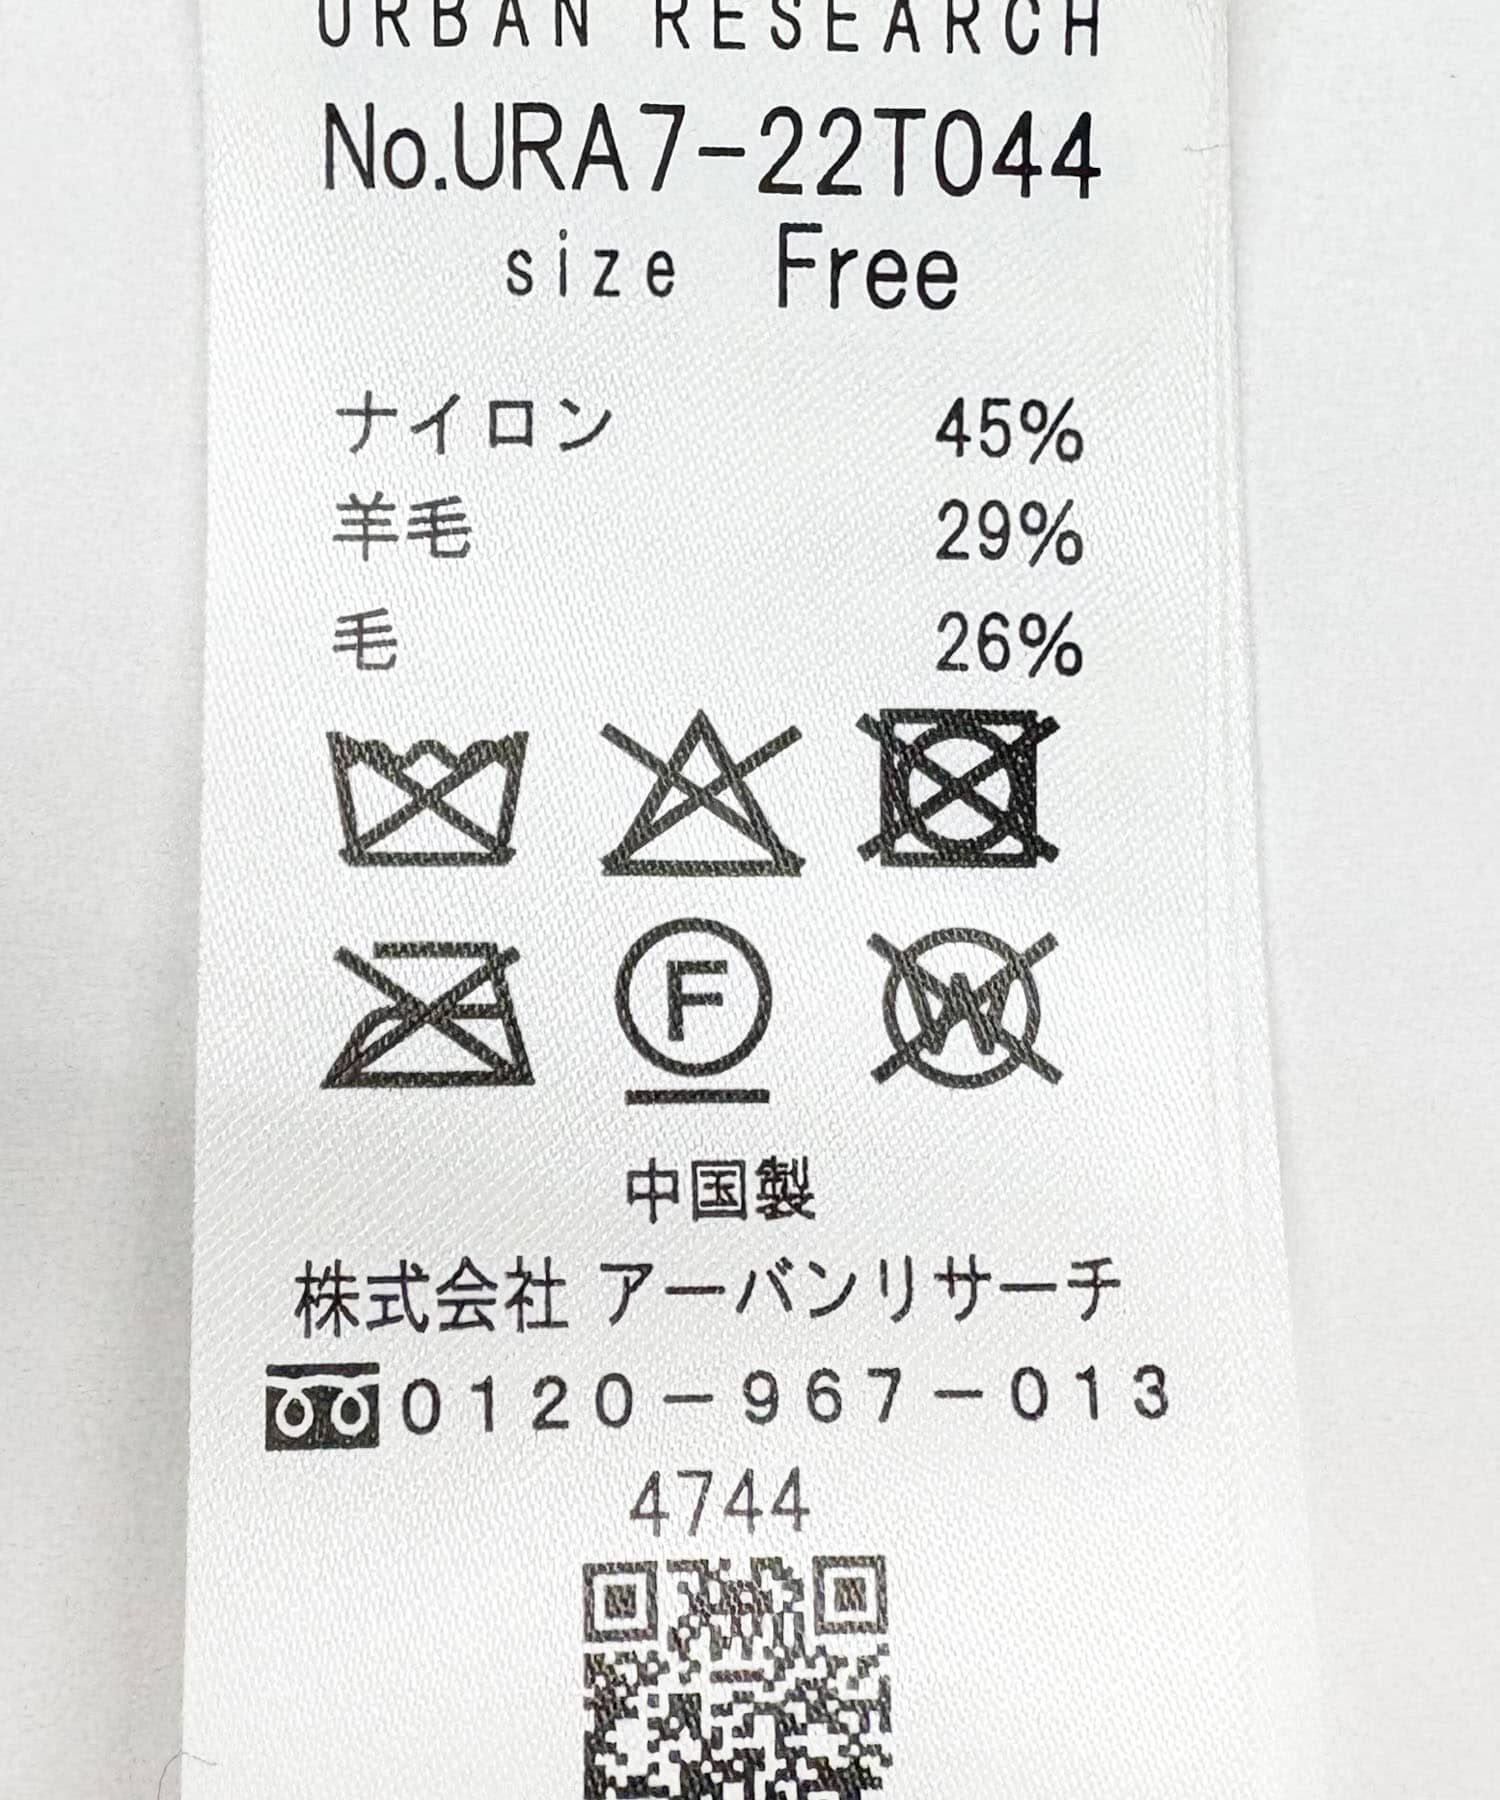 URBAN RESEARCH
No.URA7-22T044
size Free
ナイロン 45%
羊毛 29%
毛 26%
F W
中国製
株式会社 アーバンリサーチ
0120-967-013
4744